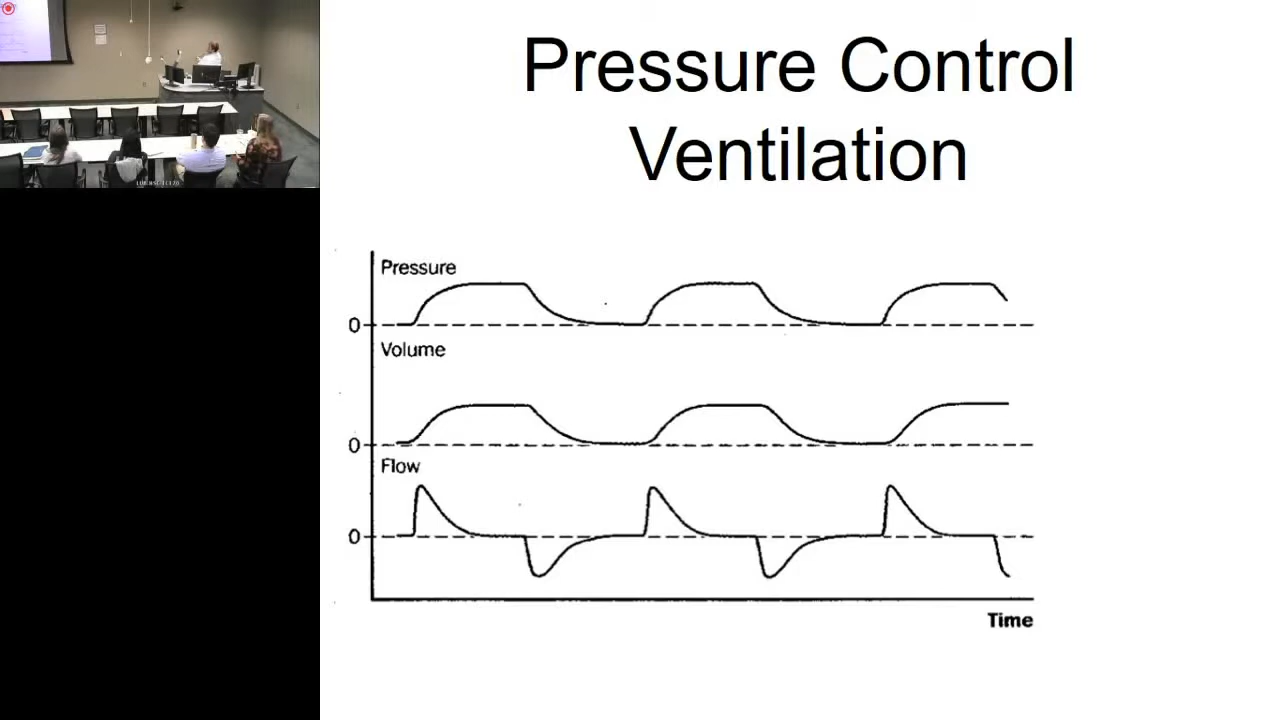 Pressure Control
Ventilation
Pressure
0
Volume
0
Flow
0
Time